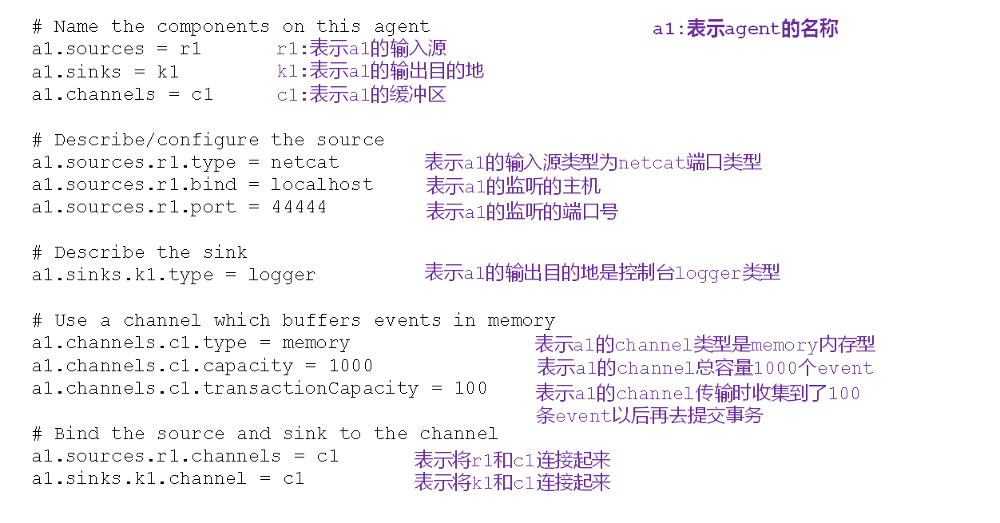 # Name the components on this agent
a1:表示agent的名称
a1.sources = r1
r1:表示a1的输入源
a1.sinks = k1
k1:表示a1的输出目的地
a1.channels = c1
c1:表示a1的缓冲区
# Describe/configure the source
a1.sources.r1.type = netcat
表示a1的输入源类型为netcat端口类型
a1.sources.r1.bind = localhost
表示a1的监听的主机
a1.sources.r1.port = 44444
表示a1的监听的端口号
# Describe the sink
a1.sinks.k1.type = logger
表示a1的输出目的地是控制台logger类型
# Use a channel which buffers events in memory
a1.channels.c1.type = memory
表示a1的channel类型是memory内存型
a1.channels.c1.capacity = 1000
表示a1的channel总容量1000个event
a1.channels.c1.transactionCapacity = 100
表示a1的channel传输时收集到了100
条event以后再去提交事务
# Bind the source and sink to the channel
a1.sources.r1.channels = c1
表示将r1和c1连接起来
a1.sinks.k1.channel = c1
表示将k1和c1连接起来